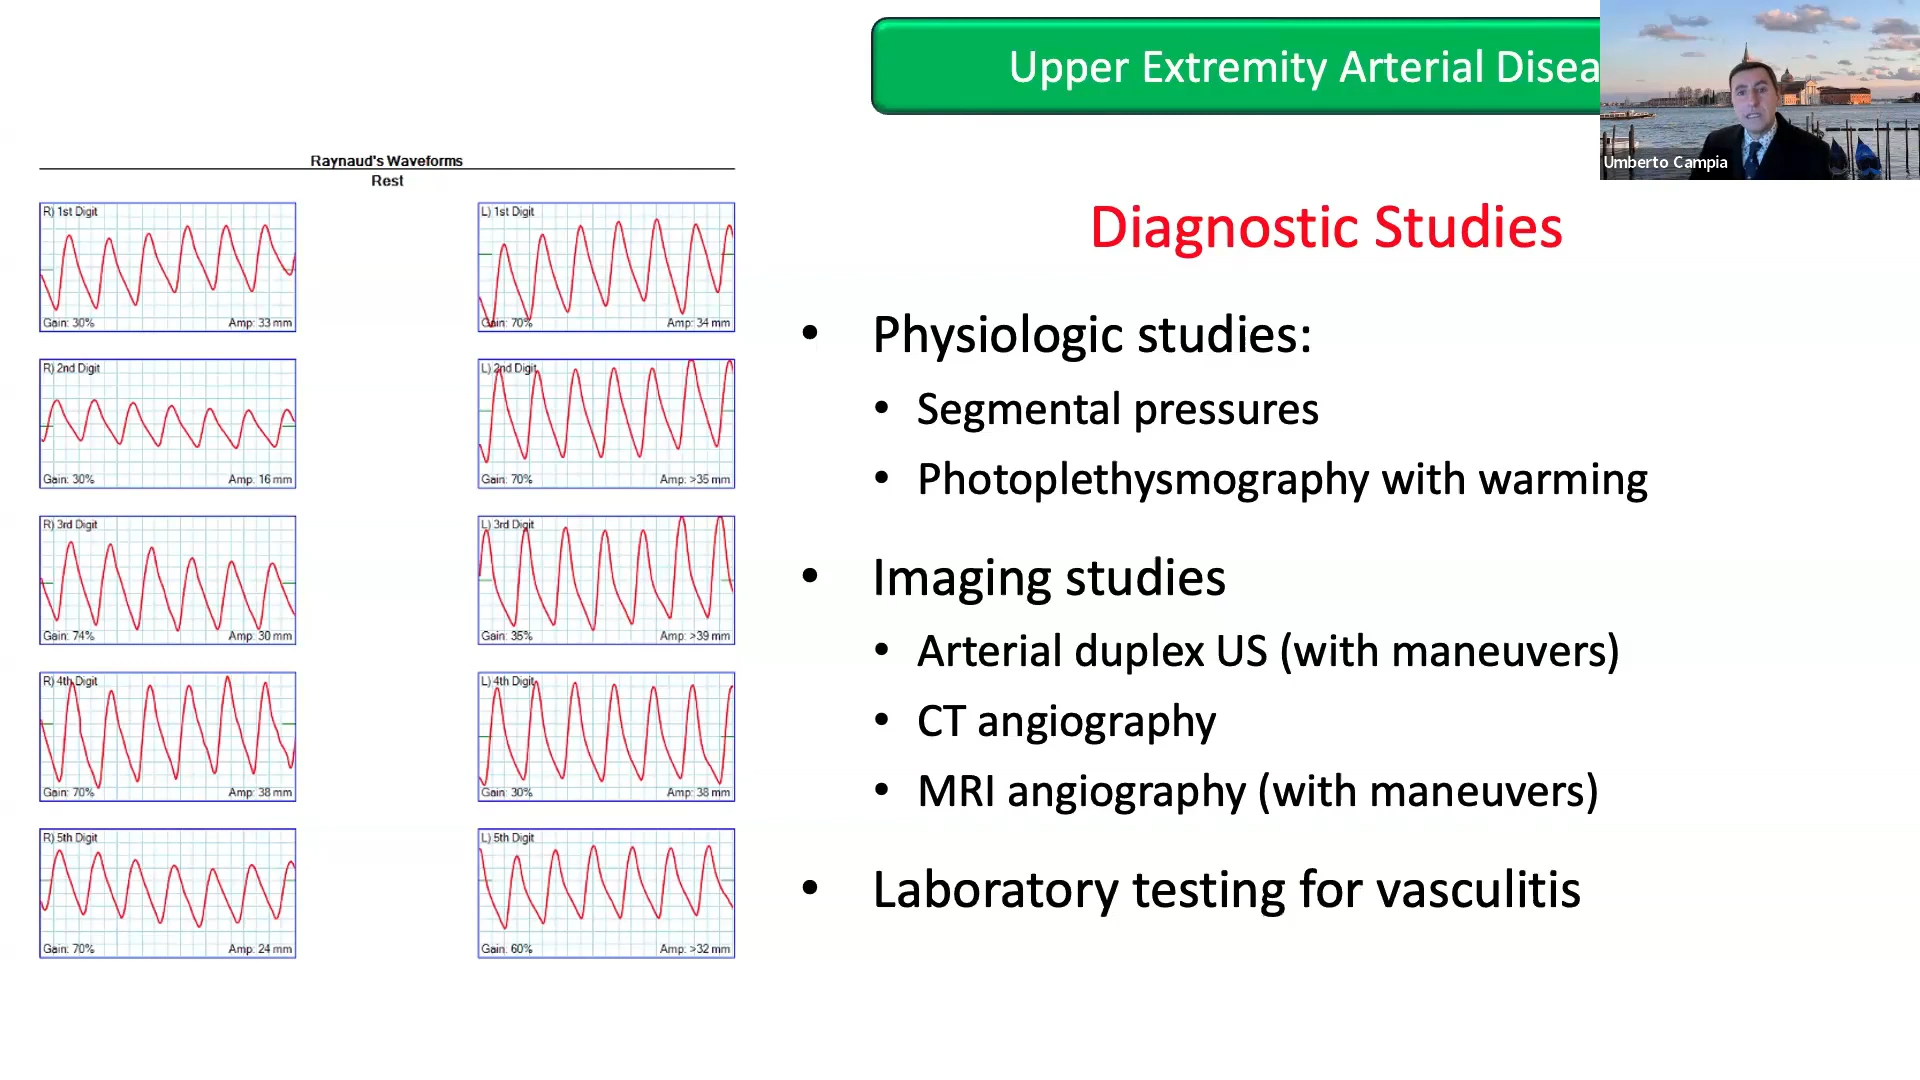 Upper Extremity Arterial Disea
Umberto Campia
Raynaud's Waveforms
Rest
R) 1st Digit
Gain: 30%
Amp: 33 mm
L) 1st Digit
Gain: 70%
Amp: 34 mm
R) 2nd Digit
Gain: 30%
Amp: 16 mm
L) 2nd Digit
Gain: 70%
Amp: >35 mm
R) 3rd Digit
Gain: 74%
Amp: 30 mm
L) 3rd Digit
Gain: 35%
Amp: >39 mm
R) 4th Digit
Gain: 70%
Amp: 38 mm
L) 4th Digit
Gain: 30%
Amp: 38 mm
R) 5th Digit
Gain: 70%
Amp: 24 mm
L) 5th Digit
Gain: 60%
Amp: >32 mm
Diagnostic Studies
• Physiologic studies:
• Segmental pressures
• Photoplethysmography with warming
• Imaging studies
• Arterial duplex US (with maneuvers)
• CT angiography
• MRI angiography (with maneuvers)
• Laboratory testing for vasculitis